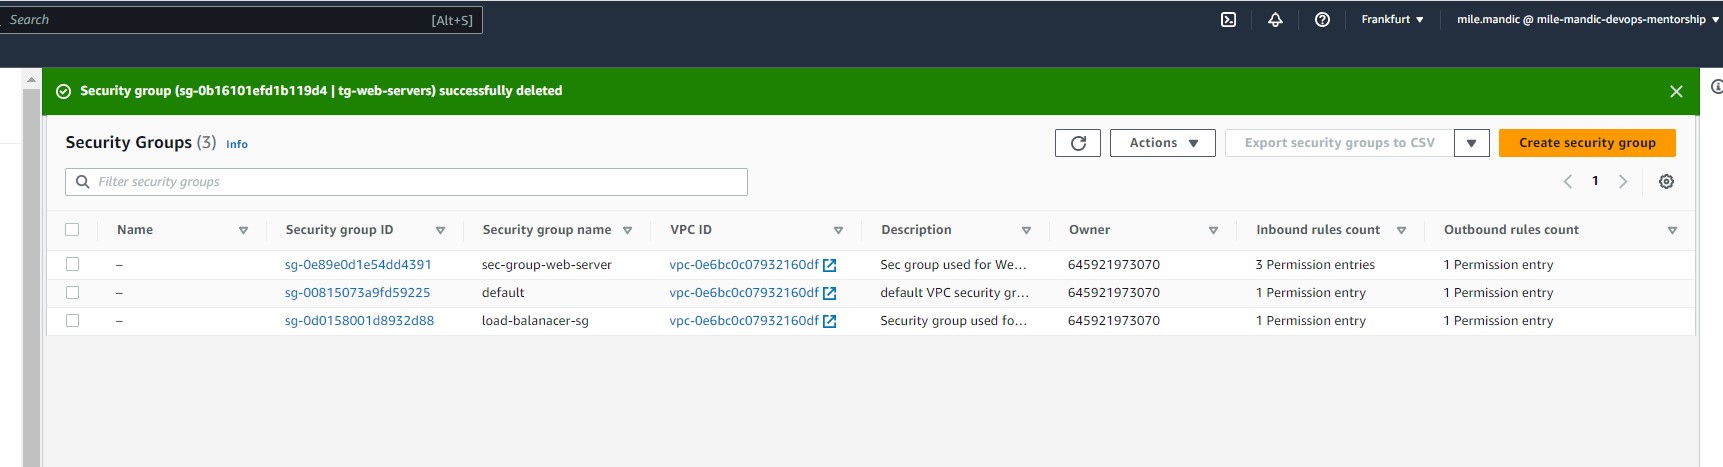 Search [Alt+S] Frankfurt ▼ mile.mandic @ mile-mandic-devops-mentorship ▼
Security group (sg-0b16101efd1b119d4 | tg-web-servers) successfully deleted
Security Groups (3) Info Actions ▼ Export security groups to CSV ▼ Create security group
Filter security groups 1
Name Security group ID Security group name VPC ID Description Owner Inbound rules count Outbound rules count
– sg-0e89e0d1e54dd4391 sec-group-web-server vpc-0e6bc0c07932160df Sec group used for We... 645921973070 3 Permission entries 1 Permission entry
– sg-00815073a9fd59225 default vpc-0e6bc0c07932160df default VPC security gr... 645921973070 1 Permission entry 1 Permission entry
– sg-0d0158001d8932d88 load-balanacer-sg vpc-0e6bc0c07932160df Security group used fo... 645921973070 1 Permission entry 1 Permission entry